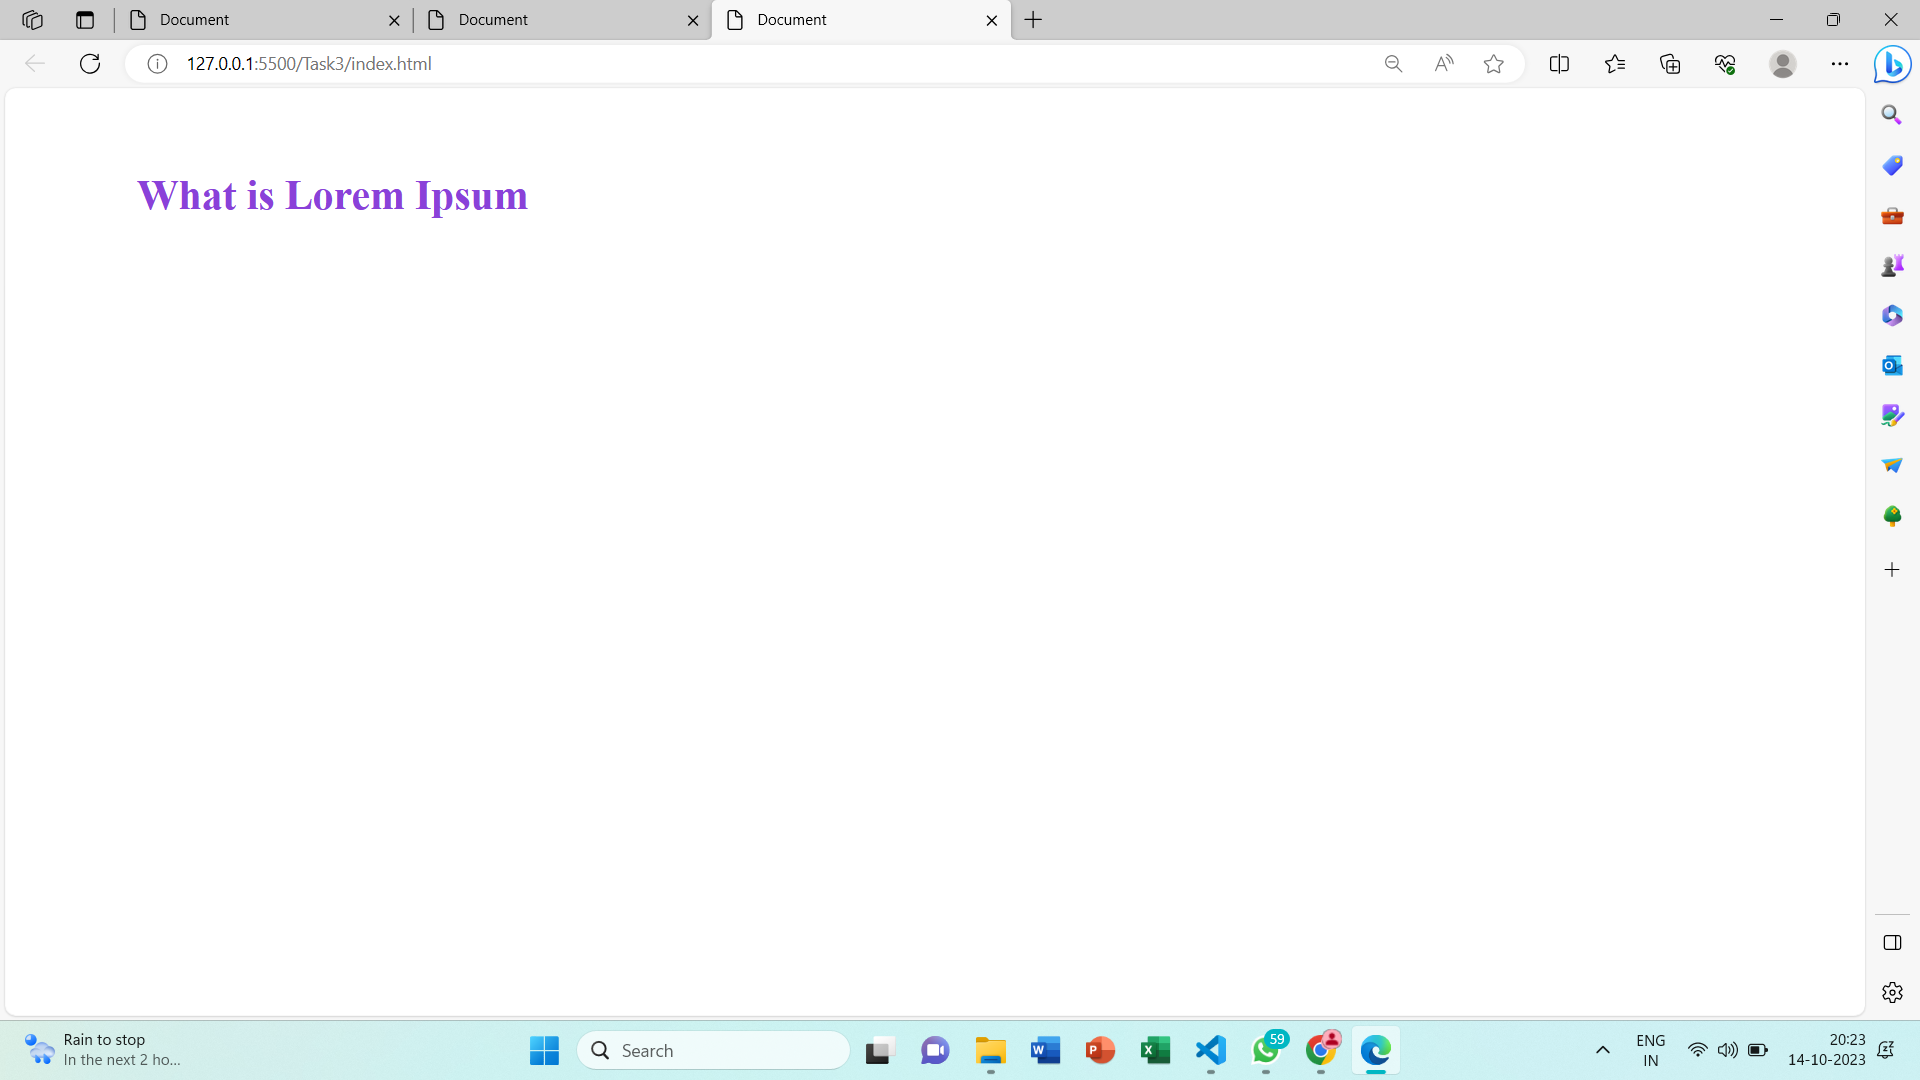 Document
Document
Document
127.0.0.1:5500/Task3/index.html
What is Lorem Ipsum
Rain to stop
In the next 2 ho...
Search
59
ENG
IN
20:23
14-10-2023